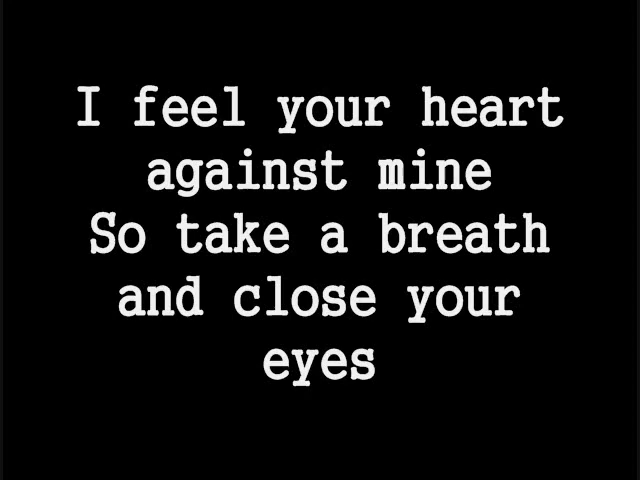 I feel your heart
against mine
So take a breath
and close your
eyes